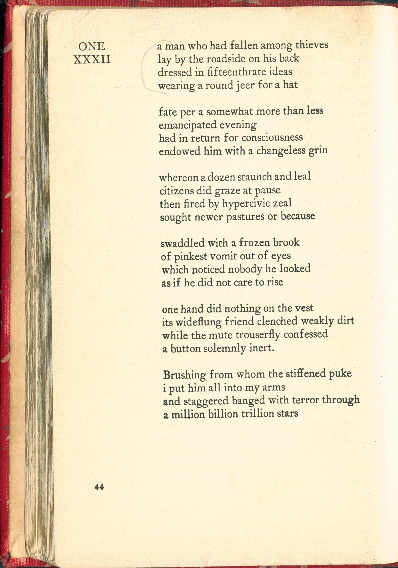 ONE
XXXII
a man who had fallen among thieves
lay by the roadside on his back
dressed in fifteenthrate ideas
wearing a round jeer for a hat
fate per a somewhat more than less
emancipated evening
had in return for consciousness
endowed him with a changeless grin
whereon a dozen staunch and leal
citizens did graze at pause
then fired by hypercivic zeal
sought newer pastures or because
swaddled with a frozen brook
of pinkest vomit out of eyes
which noticed nobody he looked
as if he did not care to rise
one hand did nothing on the vest
its wideflung friend clenched weakly dirt
while the mute trouserfly confessed
a button solemnly inert.
Brushing from whom the stiffened puke
i put him all into my arms
and staggered banged with terror through
a million billion trillion stars
44